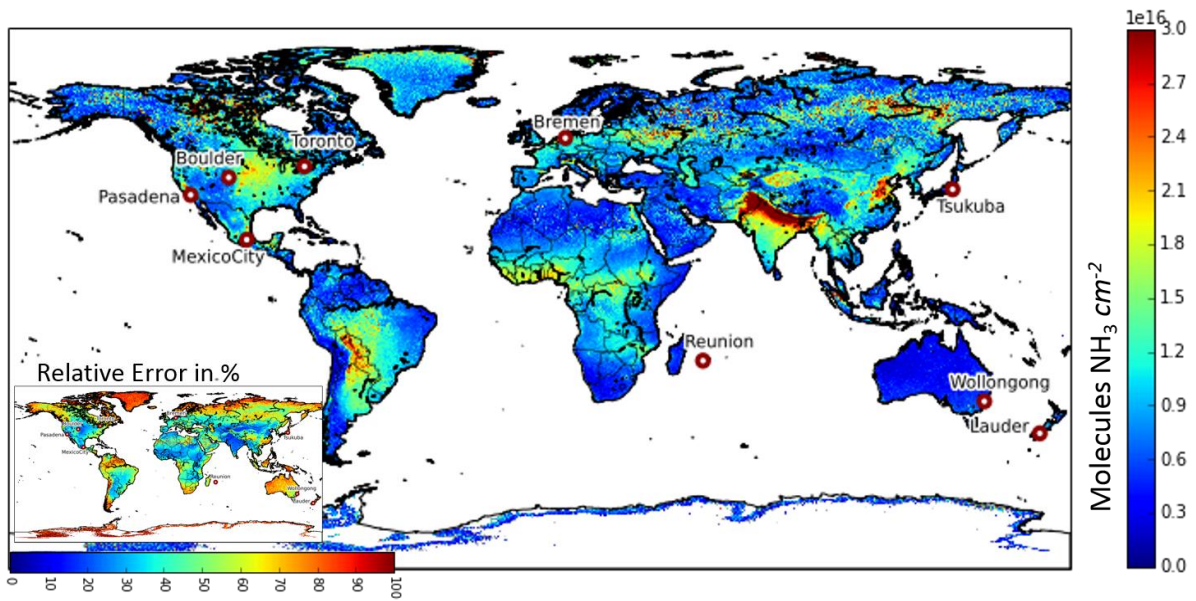 1e16
3.0
Bremen
2.7
Toronto
Boulder
2.4
Pasadena
Tsukuba
2.1
MexicoCity
1.8
Molecules NH3 cm-2
1.5
Reunion
1.2
Relative Error in %
Wollongong
0.9
Lauder
0.6
Pasadena
Tsukuba
MexicoCity
Reunion
Wollongong
Lauder
0.3
0.0
0 10 20 30 40 50 60 70 80 90 100